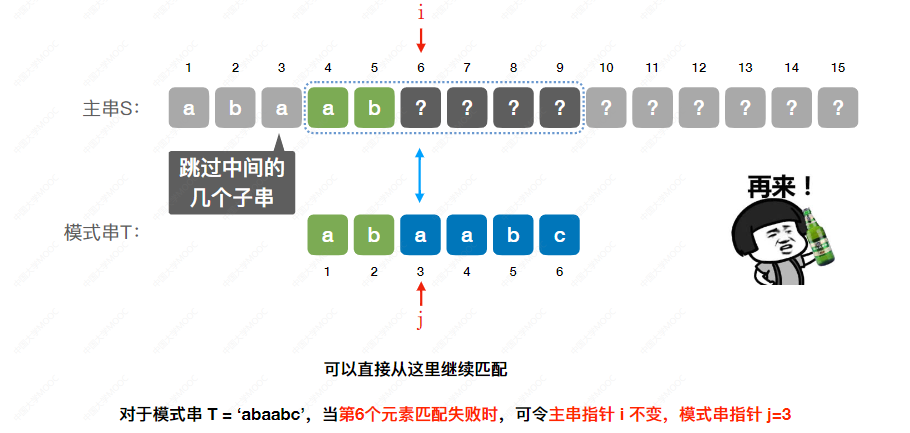 i
1 2 3 4 5 6 7 8 9 10 11 12 13 14 15
主串S: a b a a b ? ? ? ? ? ? ? ? ? ?
跳过中间的
几个子串
再来！
模式串T: a b a a b c
1 2 3 4 5 6
j
可以直接从这里继续匹配
对于模式串 T = ‘abaabc’，当第6个元素匹配失败时，可令主串指针 i 不变，模式串指针 j=3